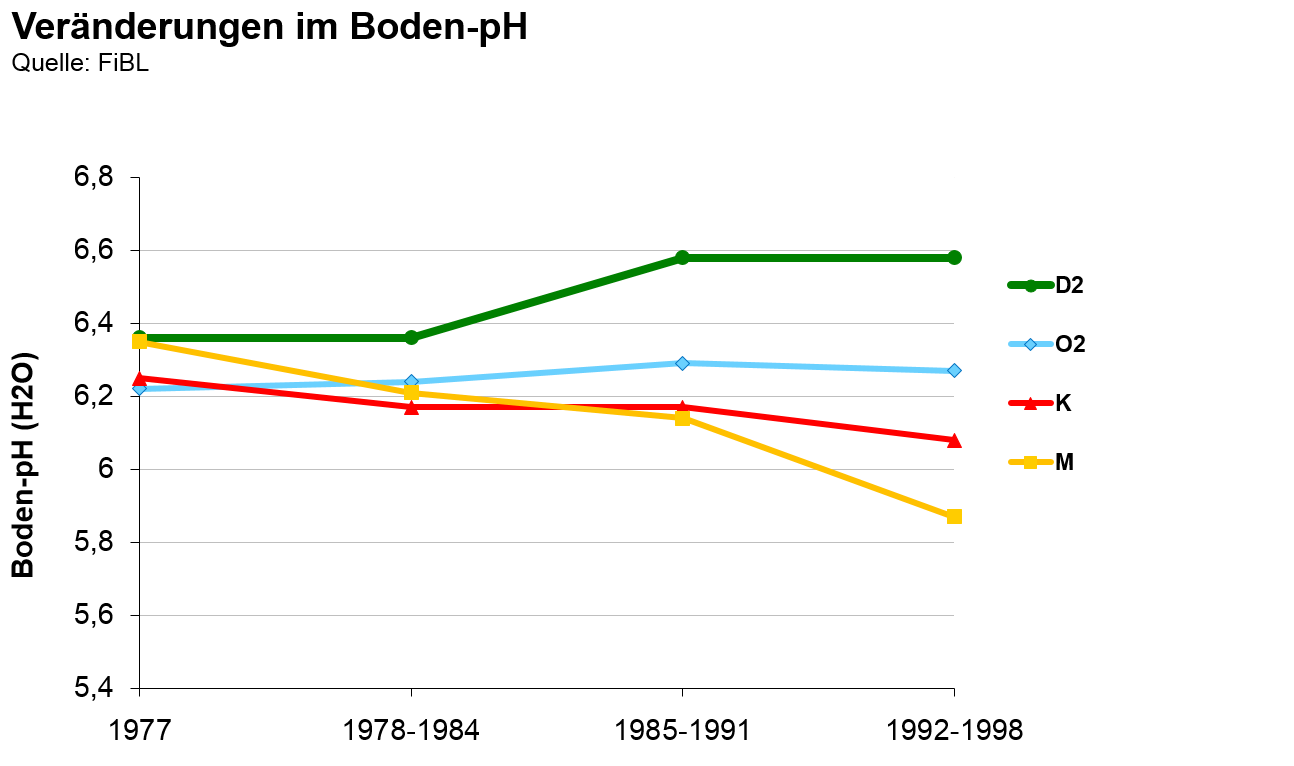 Veränderungen im Boden-pH
Quelle: FiBL
Boden-pH (H2O)
6,8
6,6
6,4
6,2
6
5,8
5,6
5,4
1977
1978-1984
1985-1991
1992-1998
D2
O2
K
M